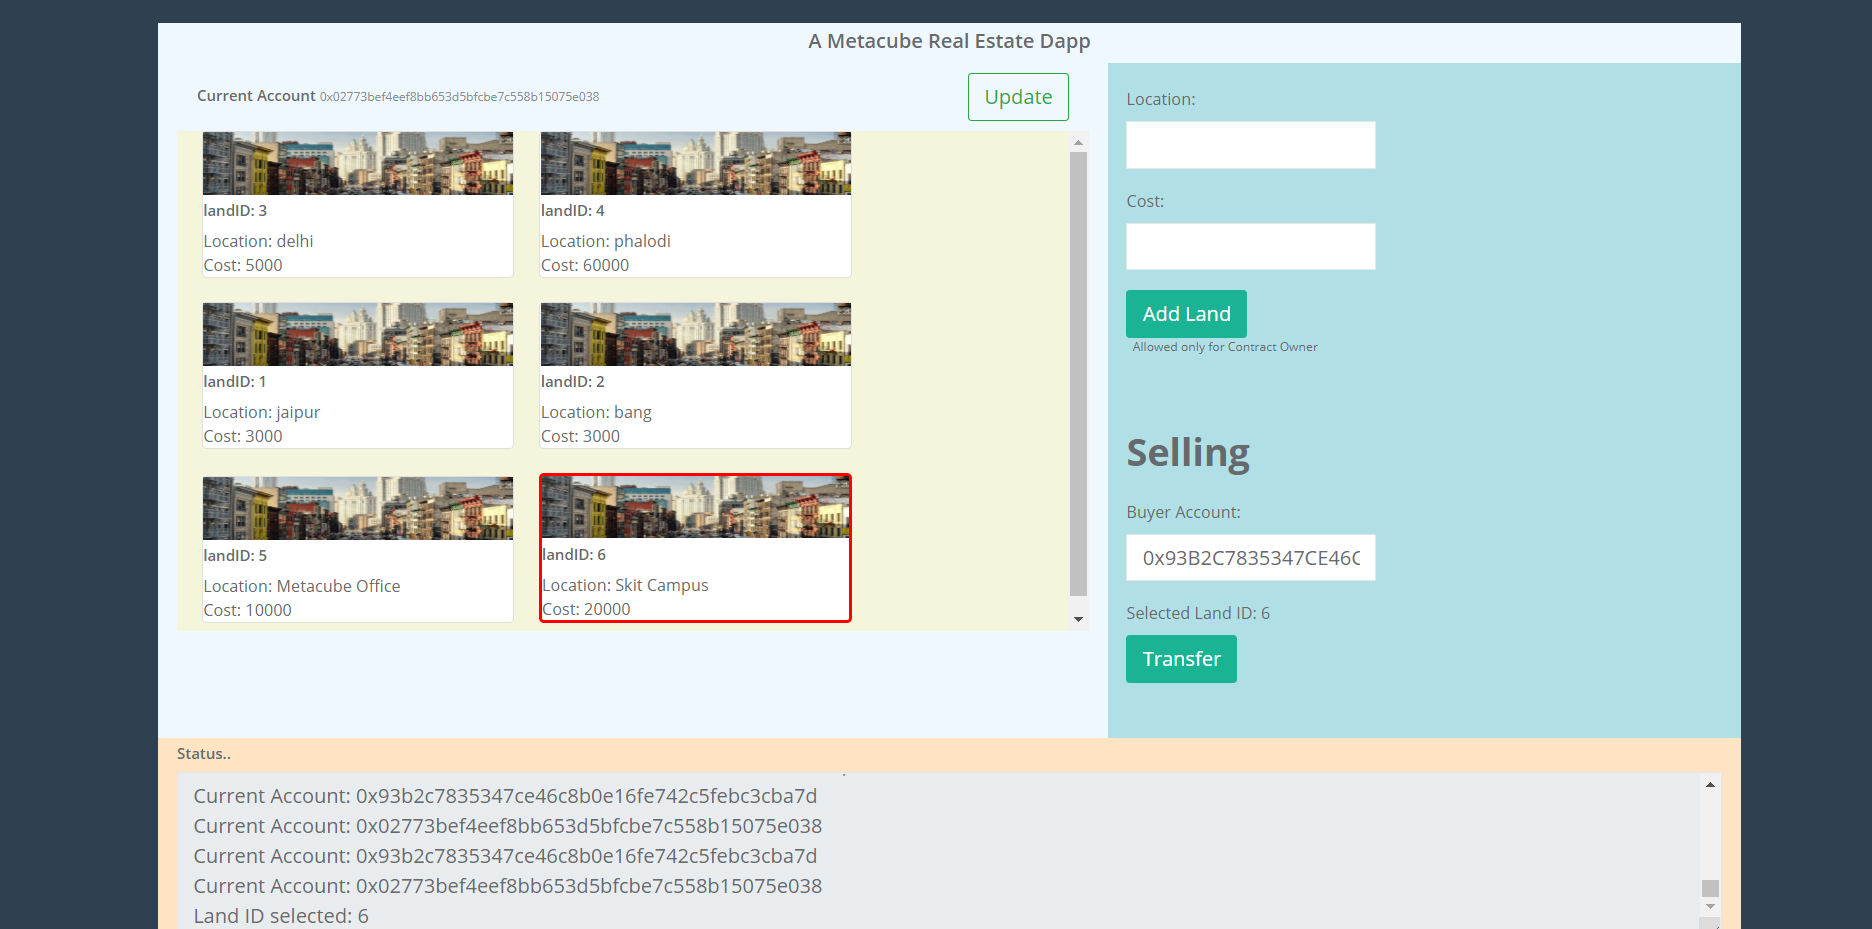 A Metacube Real Estate Dapp
Current Account 0x02773bef4eef8bb653d5bfcbe7c558b15075e038
Update
landID: 3
Location: delhi
Cost: 5000
landID: 4
Location: phalodi
Cost: 60000
landID: 1
Location: jaipur
Cost: 3000
landID: 2
Location: bang
Cost: 3000
landID: 5
Location: Metacube Office
Cost: 10000
landID: 6
Location: Skit Campus
Cost: 20000
Location:
Cost:
Add Land
Allowed only for Contract Owner
Selling
Buyer Account:
0x93B2C7835347CE46C
Selected Land ID: 6
Transfer
Status..
Current Account: 0x93b2c7835347ce46c8b0e16fe742c5febc3cba7d
Current Account: 0x02773bef4eef8bb653d5bfcbe7c558b15075e038
Current Account: 0x93b2c7835347ce46c8b0e16fe742c5febc3cba7d
Current Account: 0x02773bef4eef8bb653d5bfcbe7c558b15075e038
Land ID selected: 6